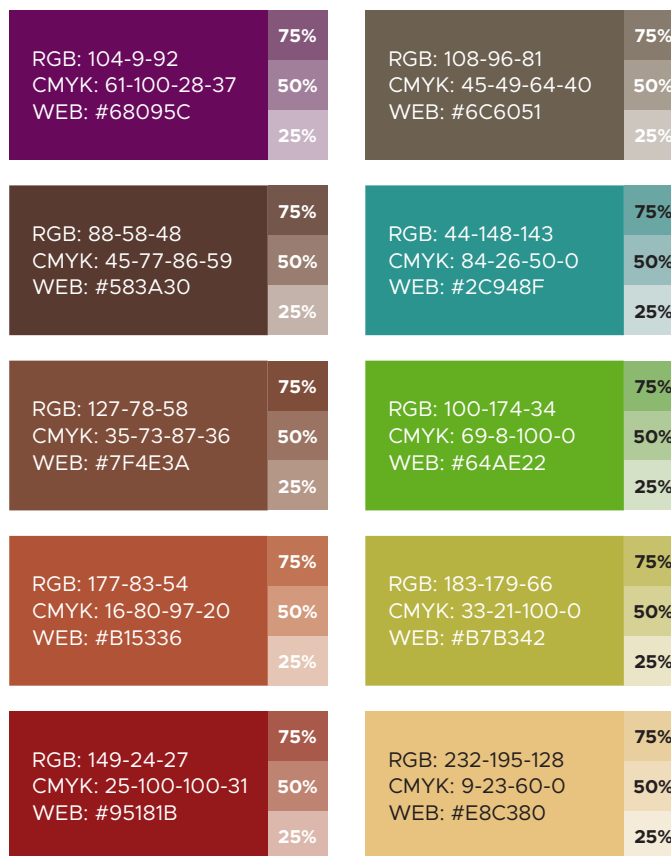 RGB: 104-9-92
CMYK: 61-100-28-37
WEB: #68095C
75%
50%
25%
RGB: 108-96-81
CMYK: 45-49-64-40
WEB: #6C6051
75%
50%
25%
RGB: 88-58-48
CMYK: 45-77-86-59
WEB: #583A30
75%
50%
25%
RGB: 44-148-143
CMYK: 84-26-50-0
WEB: #2C948F
75%
50%
25%
RGB: 127-78-58
CMYK: 35-73-87-36
WEB: #7F4E3A
75%
50%
25%
RGB: 100-174-34
CMYK: 69-8-100-0
WEB: #64AE22
75%
50%
25%
RGB: 177-83-54
CMYK: 16-80-97-20
WEB: #B15336
75%
50%
25%
RGB: 183-179-66
CMYK: 33-21-100-0
WEB: #B7B342
75%
50%
25%
RGB: 149-24-27
CMYK: 25-100-100-31
WEB: #95181B
75%
50%
25%
RGB: 232-195-128
CMYK: 9-23-60-0
WEB: #E8C380
75%
50%
25%